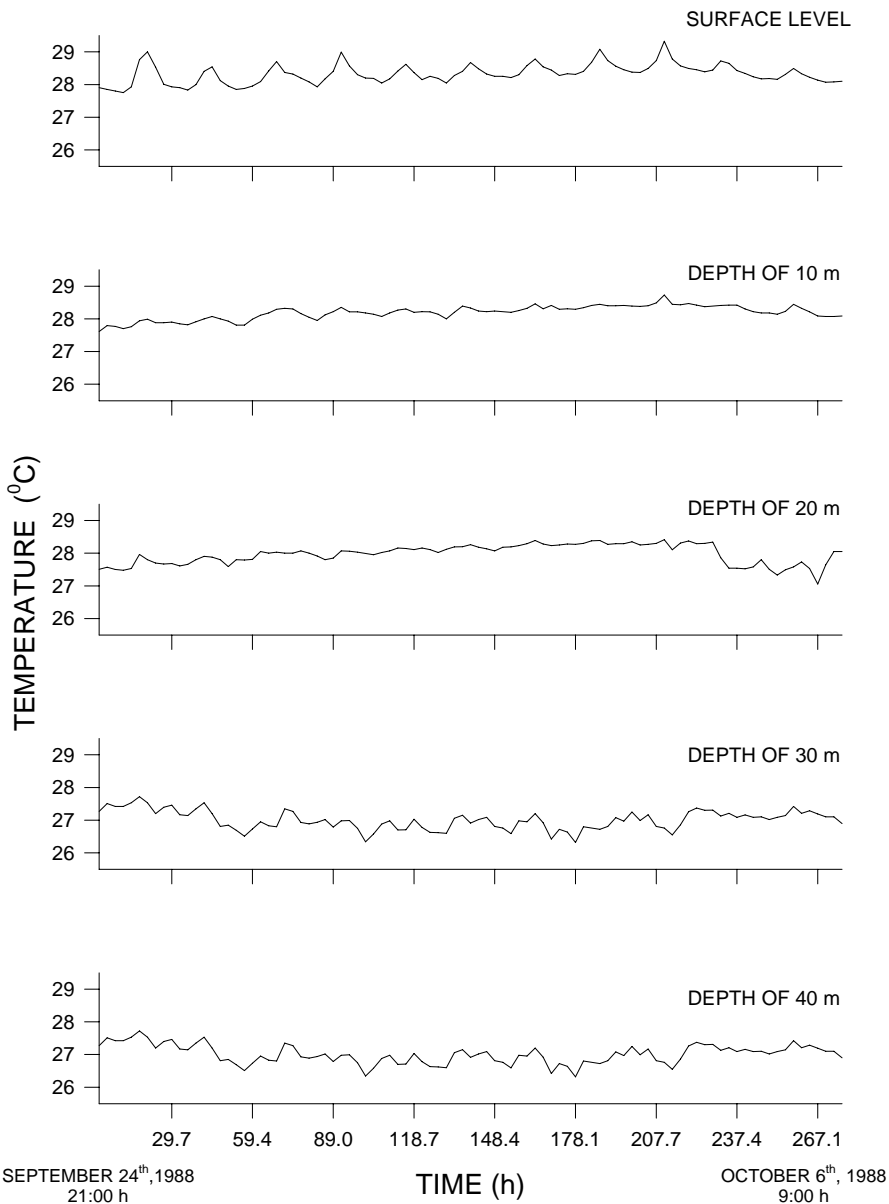 SURFACE LEVEL
29
28
27
26
DEPTH OF 10 m
29
28
27
26
DEPTH OF 20 m
29
28
27
26
DEPTH OF 30 m
29
28
27
26
DEPTH OF 40 m
29
28
27
26
TEMPERATURE (⁰C)
29.7 59.4 89.0 118.7 148.4 178.1 207.7 237.4 267.1
SEPTEMBER 24th,1988
21:00 h
TIME (h)
OCTOBER 6th, 1988
9:00 h